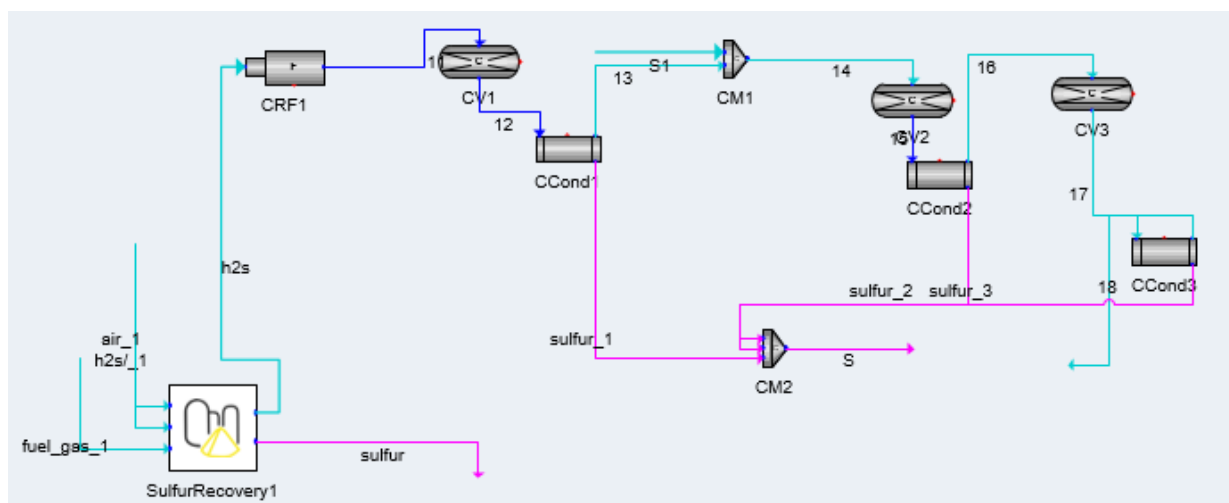 16
1
S1
14
CRF1
CV1
13
CM1
12
CV2
CV3
CCond1
CCond2
17
h2s
18
CCond3
sulfur_2
sulfur_3
air_1
sulfur_1
h2s/_1
S
CM2
fuel_gas_1
sulfur
SulfurRecovery1